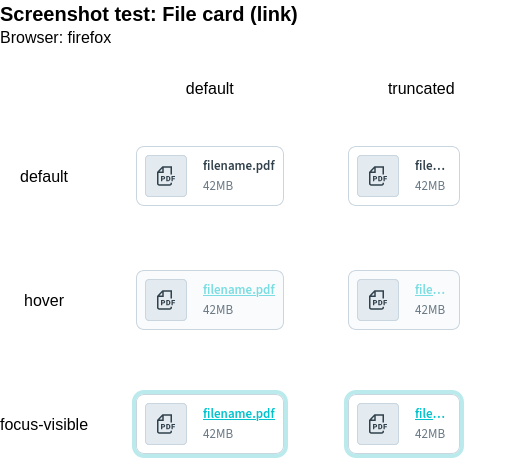 Screenshot test: File card (link)
Browser: firefox
default truncated
default
PDF filename.pdf
42MB
PDF file...
42MB
hover
PDF filename.pdf
42MB
PDF file...
42MB
focus-visible
PDF filename.pdf
42MB
PDF file...
42MB